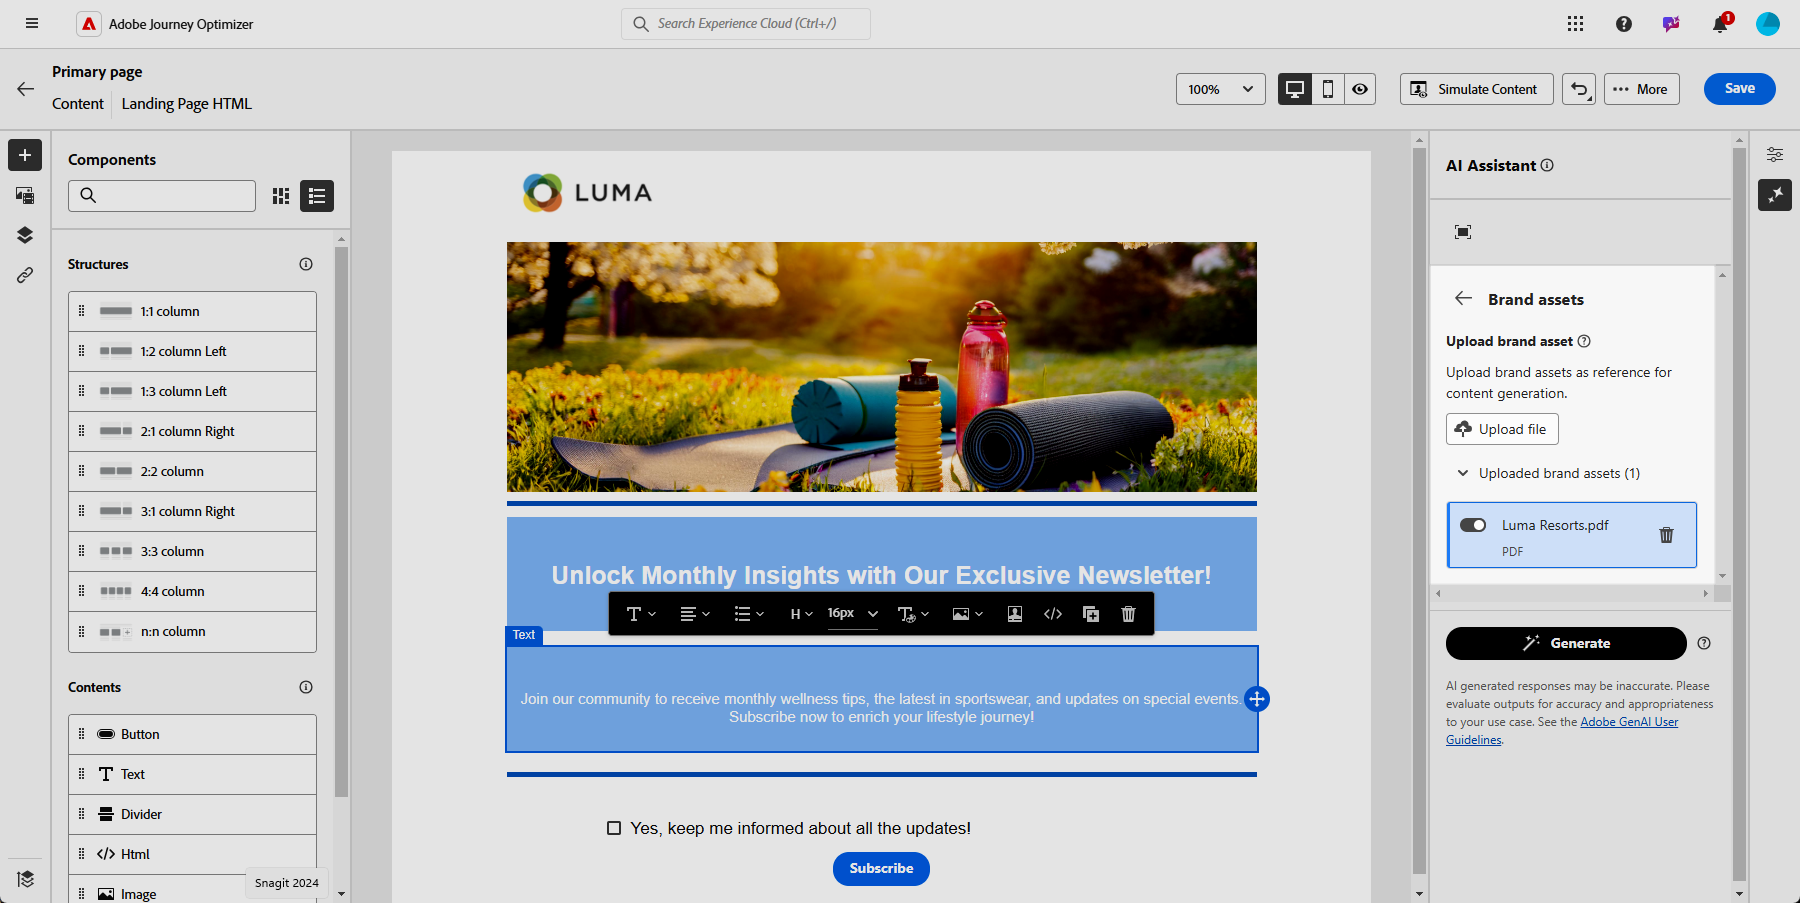 Adobe Journey Optimizer
Search Experience Cloud (Ctrl+/)
1
Primary page
Content
Landing Page HTML
100%
Simulate Content
More
Save
Components
Structures
1:1 column
1:2 column Left
1:3 column Left
2:1 column Right
2:2 column
3:1 column Right
3:3 column
4:4 column
n:n column
Contents
Button
Text
Divider
Html
Image
Snagit 2024
LUMA
Unlock Monthly Insights with Our Exclusive Newsletter!
H
16px
Text
Join our community to receive monthly wellness tips, the latest in sportswear, and updates on special events.
Subscribe now to enrich your lifestyle journey!
Yes, keep me informed about all the updates!
Subscribe
AI Assistant
Brand assets
Upload brand asset
Upload brand assets as reference for
content generation.
Upload file
Uploaded brand assets (1)
Luma Resorts.pdf
PDF
Generate
AI generated responses may be inaccurate. Please
evaluate outputs for accuracy and appropriateness
to your use case. See the Adobe GenAI User
Guidelines.